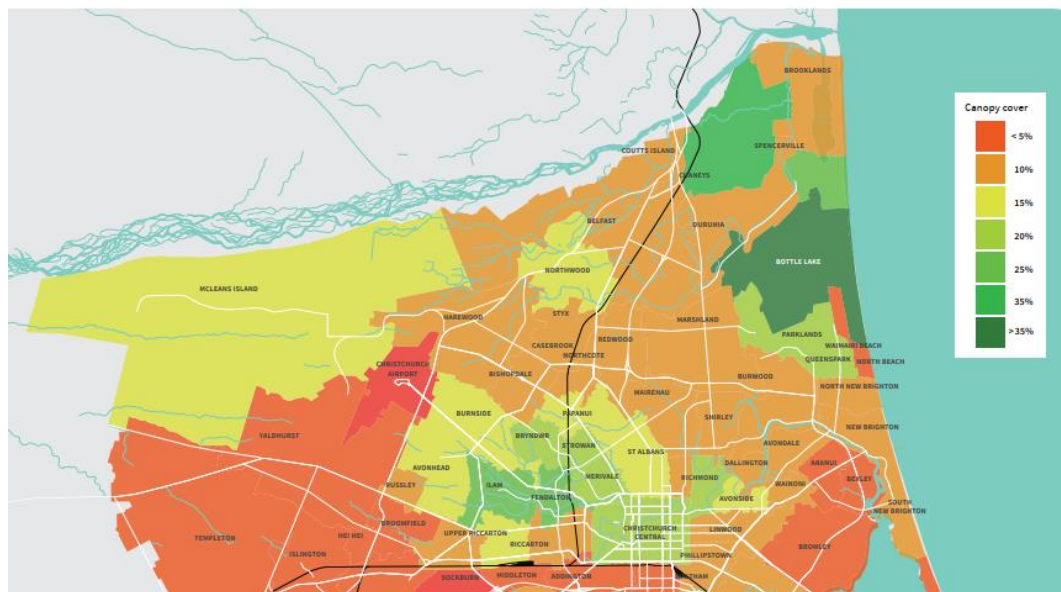 BROOKLANDS
Canopy cover
< 5%
10%
15%
20%
25%
35%
>35%
COUTTS ISLAND
SPENCERVILLE
CHANEYS
BELFAST
OURUHIA
BOTTLE LAKE
NORTHWOOD
MCLEANS ISLAND
HAREWOOD
STYX
MARSHLAND
PARKLANDS
REDWOOD
CASEBROOK
WAIMAIRI BEACH
NORTHCOTE
QUEENSPARK
NORTH BEACH
CHRISTCHURCH
AIRPORT
BISHOPDALE
BURWOOD
NORTH NEW BRIGHTON
MAIREHAU
BURNSIDE
PAPANUI
SHIRLEY
NEW BRIGHTON
YALDHURST
BRYNDWR
STROWAN
ST ALBANS
AVONDALE
AVONHEAD
DALLINGTON
ARANUI
MERIVALE
RICHMOND
BEXLEY
RUSSLEY
ILAM
WAINONI
FENDALTON
AVONSIDE
SOUTH
NEW BRIGHTON
BROOMFIELD
CHRISTCHURCH
CENTRAL
LINWOOD
UPPER RICCARTON
HEI HEI
TEMPLETON
RICCARTON
BROMLEY
ISLINGTON
PHILLIPSTOWN
SOCKBURN
MIDDLETON
ADDINGTON